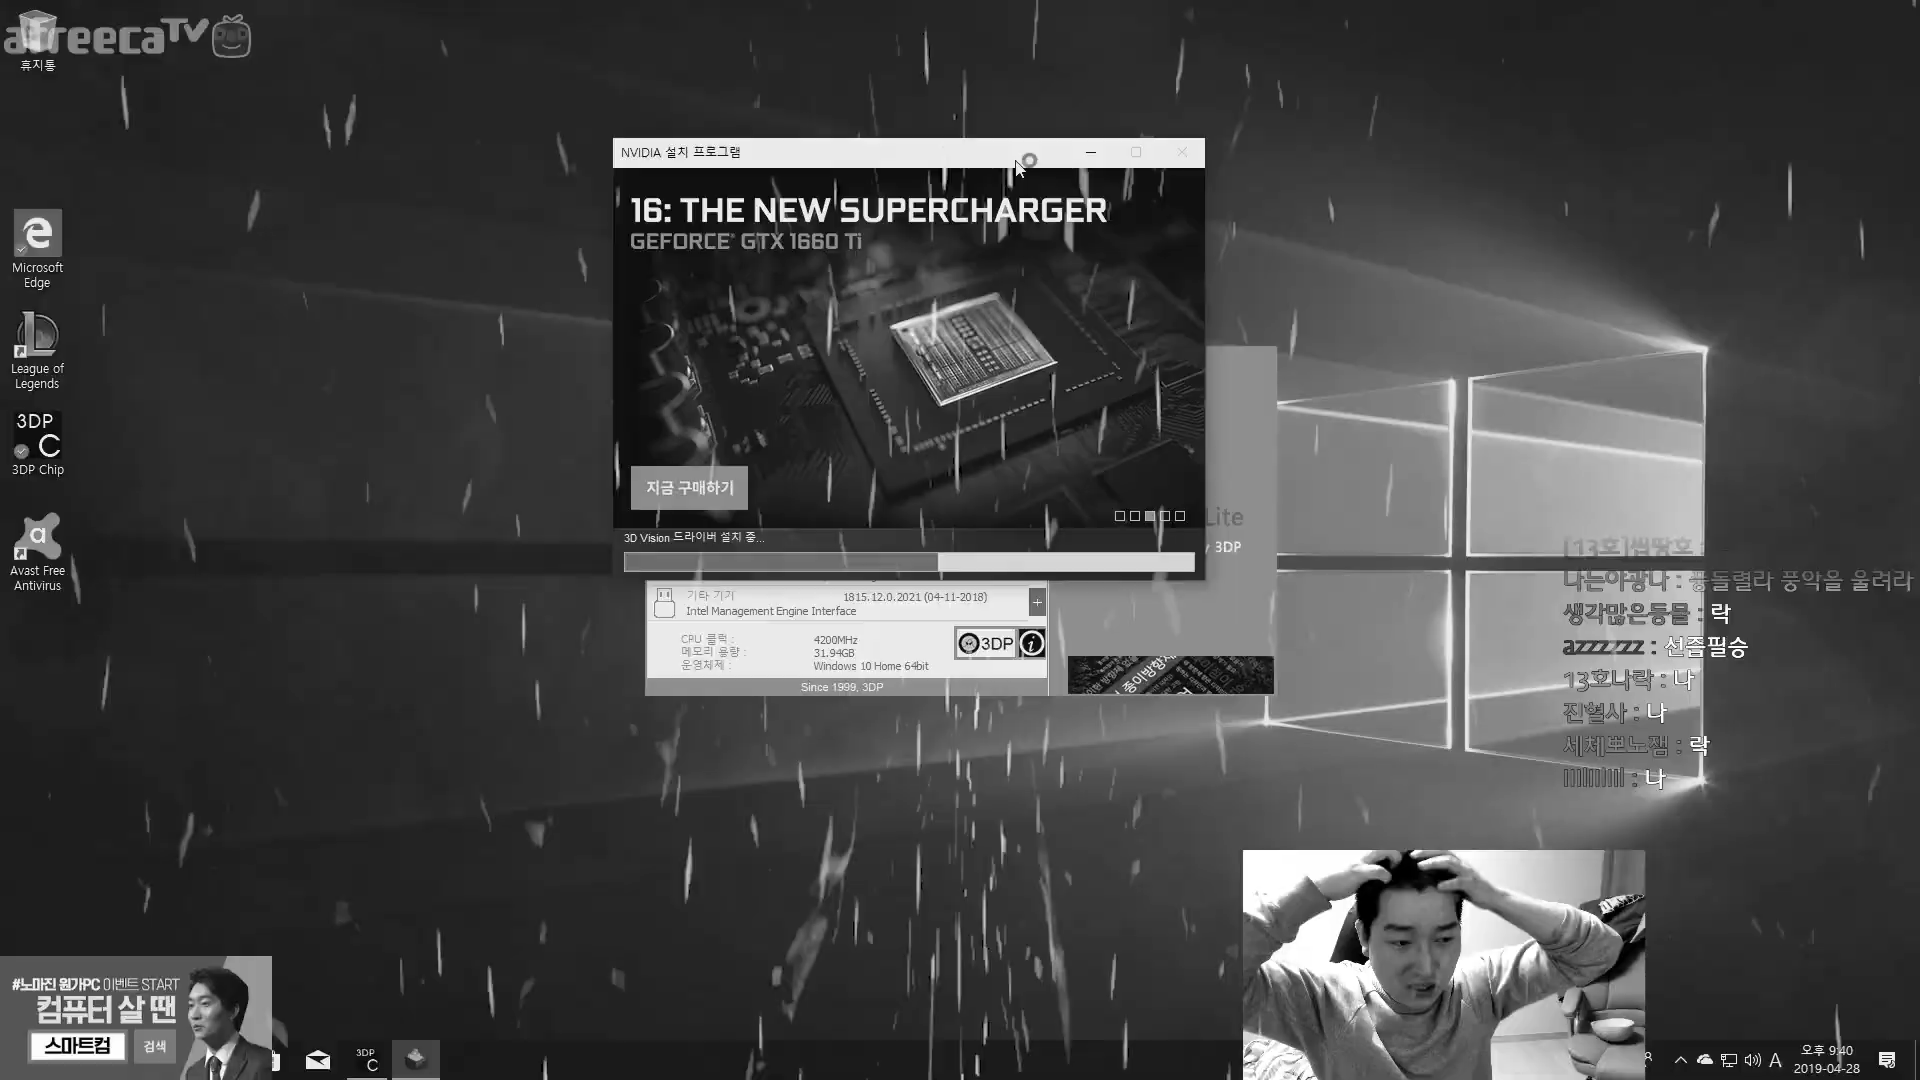 afreecaTV
휴지통
Microsoft
Edge
League of
Legends
3DP
C
3DP Chip
a
Avast Free
Antivirus
NVIDIA 설치 프로그램
16: THE NEW SUPERCHARGER
GEFORCE® GTX 1660 Ti
지금 구매하기
3D Vision 드라이버 설치 중...
Lite
3DP
기타 기기
1815.12.0.2021 (04-11-2018)
Intel Management Engine Interface
CPU 클럭 :
4200MHz
메모리 용량 :
31.94GB
운영체제 :
Windows 10 Home 64bit
3DP
Since 1999, 3DP
나는야광나 : 풍돌렬라 풍악을 울려라
생각많은동물 : 락
azzzzzz : 선즙필승
13호나락 : 나
진혈사 : 나
세체쁘노잼 : 락
: 나
#노마진 원가PC 이벤트 START
컴퓨터 살 땐
스마트컴
검색
3DP
C
A
오후 9:40
2019-04-28